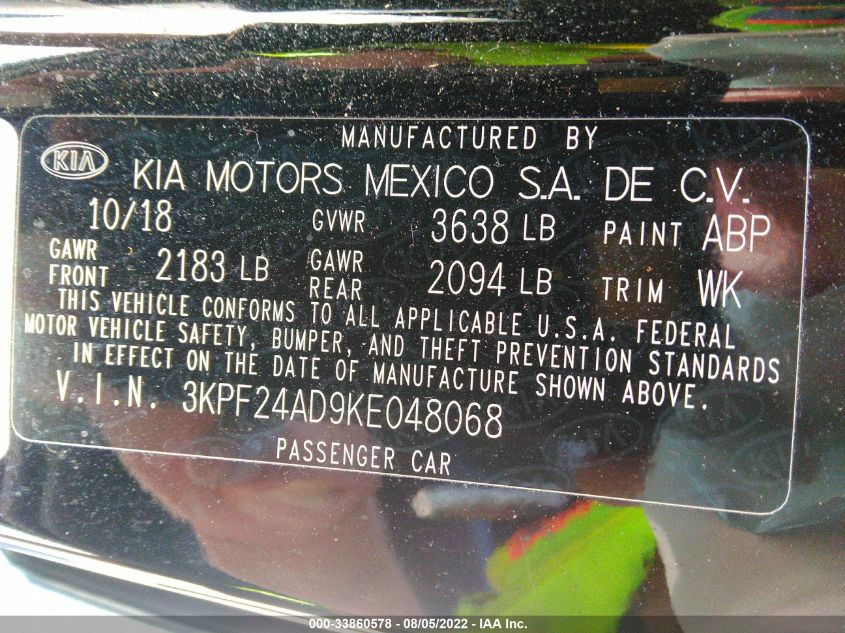 MANUFACTURED BY
KIA KIA MOTORS MEXICO S.A. DE C.V.
10/18 GVWR 3638 LB PAINT ABP
GAWR FRONT 2183 LB GAWR REAR 2094 LB TRIM WK
THIS VEHICLE CONFORMS TO ALL APPLICABLE U.S.A. FEDERAL
MOTOR VEHICLE SAFETY, BUMPER, AND THEFT PREVENTION STANDARDS
IN EFFECT ON THE DATE OF MANUFACTURE SHOWN ABOVE.
V.I.N. 3KPF24AD9KE048068
PASSENGER CAR
000-33860578 - 08/05/2022 - IAA Inc.